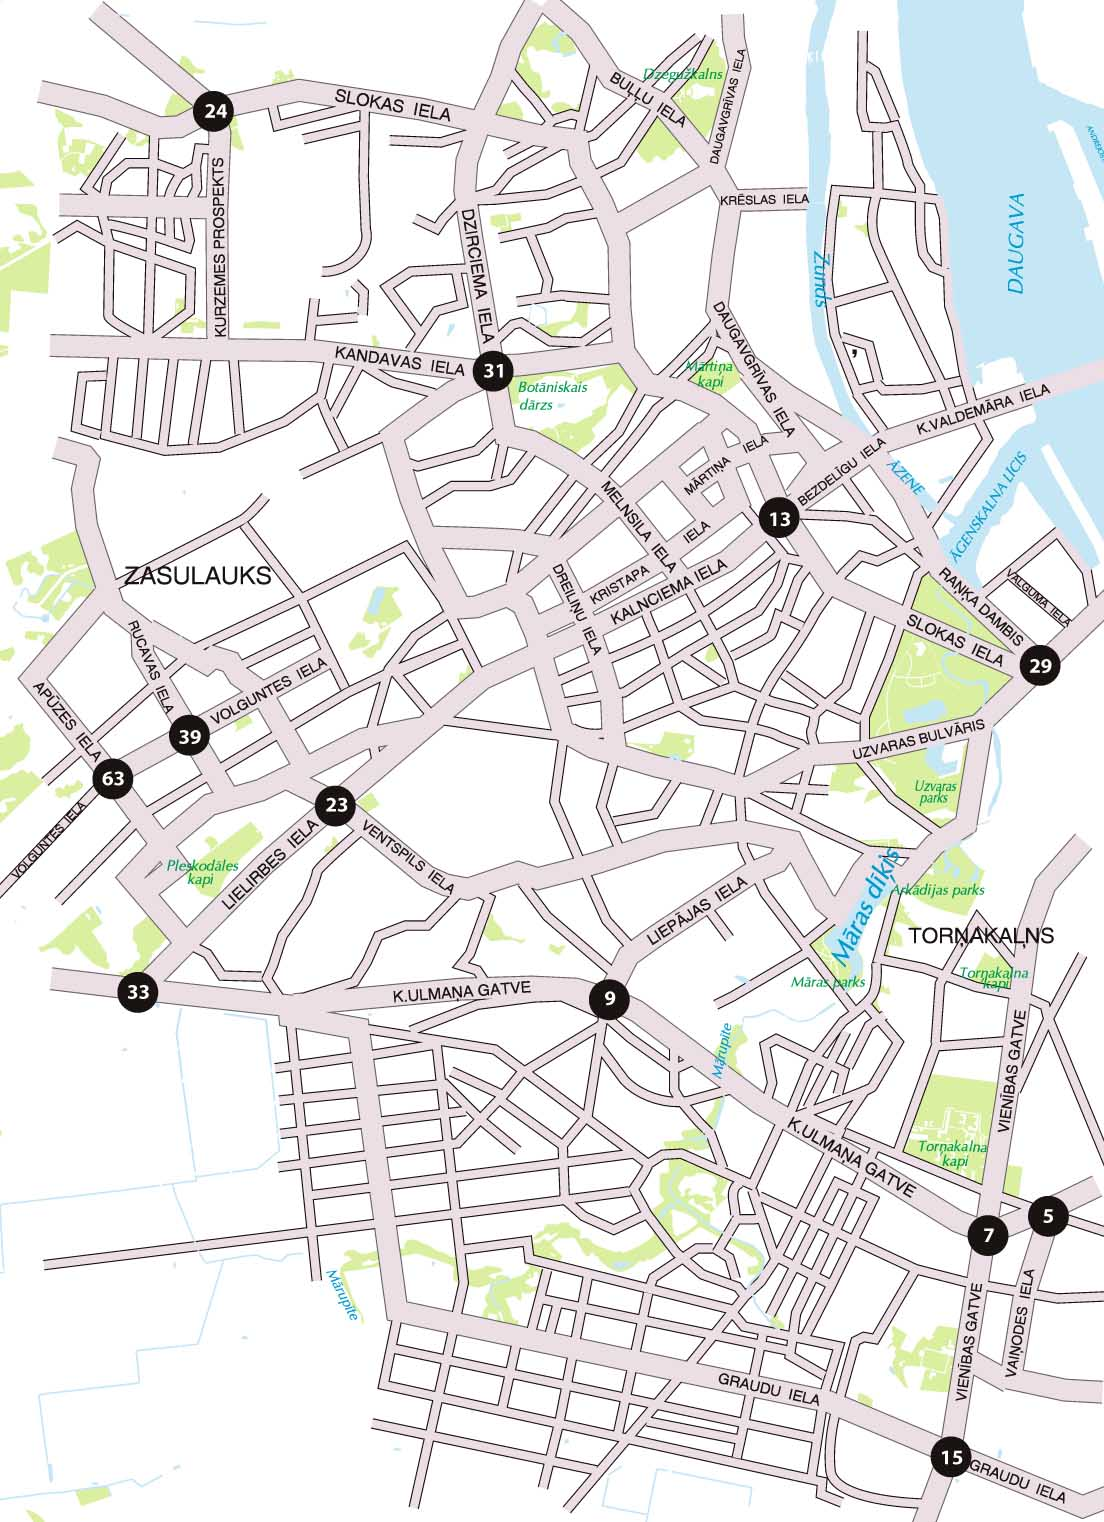 24
SLOKAS IELA
BUĻĻU IELA
Dzegužkalns
DAUGAVGRĪVAS IELA
KRĒSLAS IELA
KURZEMES PROSPEKTS
DZIRCIEMA IELA
Zunds
DAUGAVA
KANDAVAS IELA
31
Botāniskais
dārzs
Mārtiņa
kapi
DAUGAVGRĪVAS IELA
K.VALDEMĀRA IELA
MĀRTIŅA IELA
BEZDELĪGU IELA
ĀZENE
ĀGENSKALNA LĪCIS
13
MELNSILA IELA
KRISTAPA IELA
KALNCIEMA IELA
DREILIŅU IELA
ZASULAUKS
RAŅĶA DAMBIS
VALGUMA IELA
SLOKAS IELA
29
RUCAVAS IELA
VOLGUNTES IELA
APŪZES IELA
39
63
UZVARAS BULVĀRIS
Uzvaras
parks
23
VENTSPILS IELA
VOLGUNTES IELA
LIELIRBES IELA
Pleskodāles
kapi
LIEPĀJAS IELA
Māras dīķis
Arkādijas parks
TORŅAKALNS
Torņakalna
kapi
Māras parks
33
K.ULMAŅA GATVE
9
Mārupīte
VIENĪBAS GATVE
K.ULMAŅA GATVE
Torņakalna
kapi
5
7
Mārupīte
VIENĪBAS GATVE
VAIŅODES IELA
GRAUDU IELA
15
GRAUDU IELA